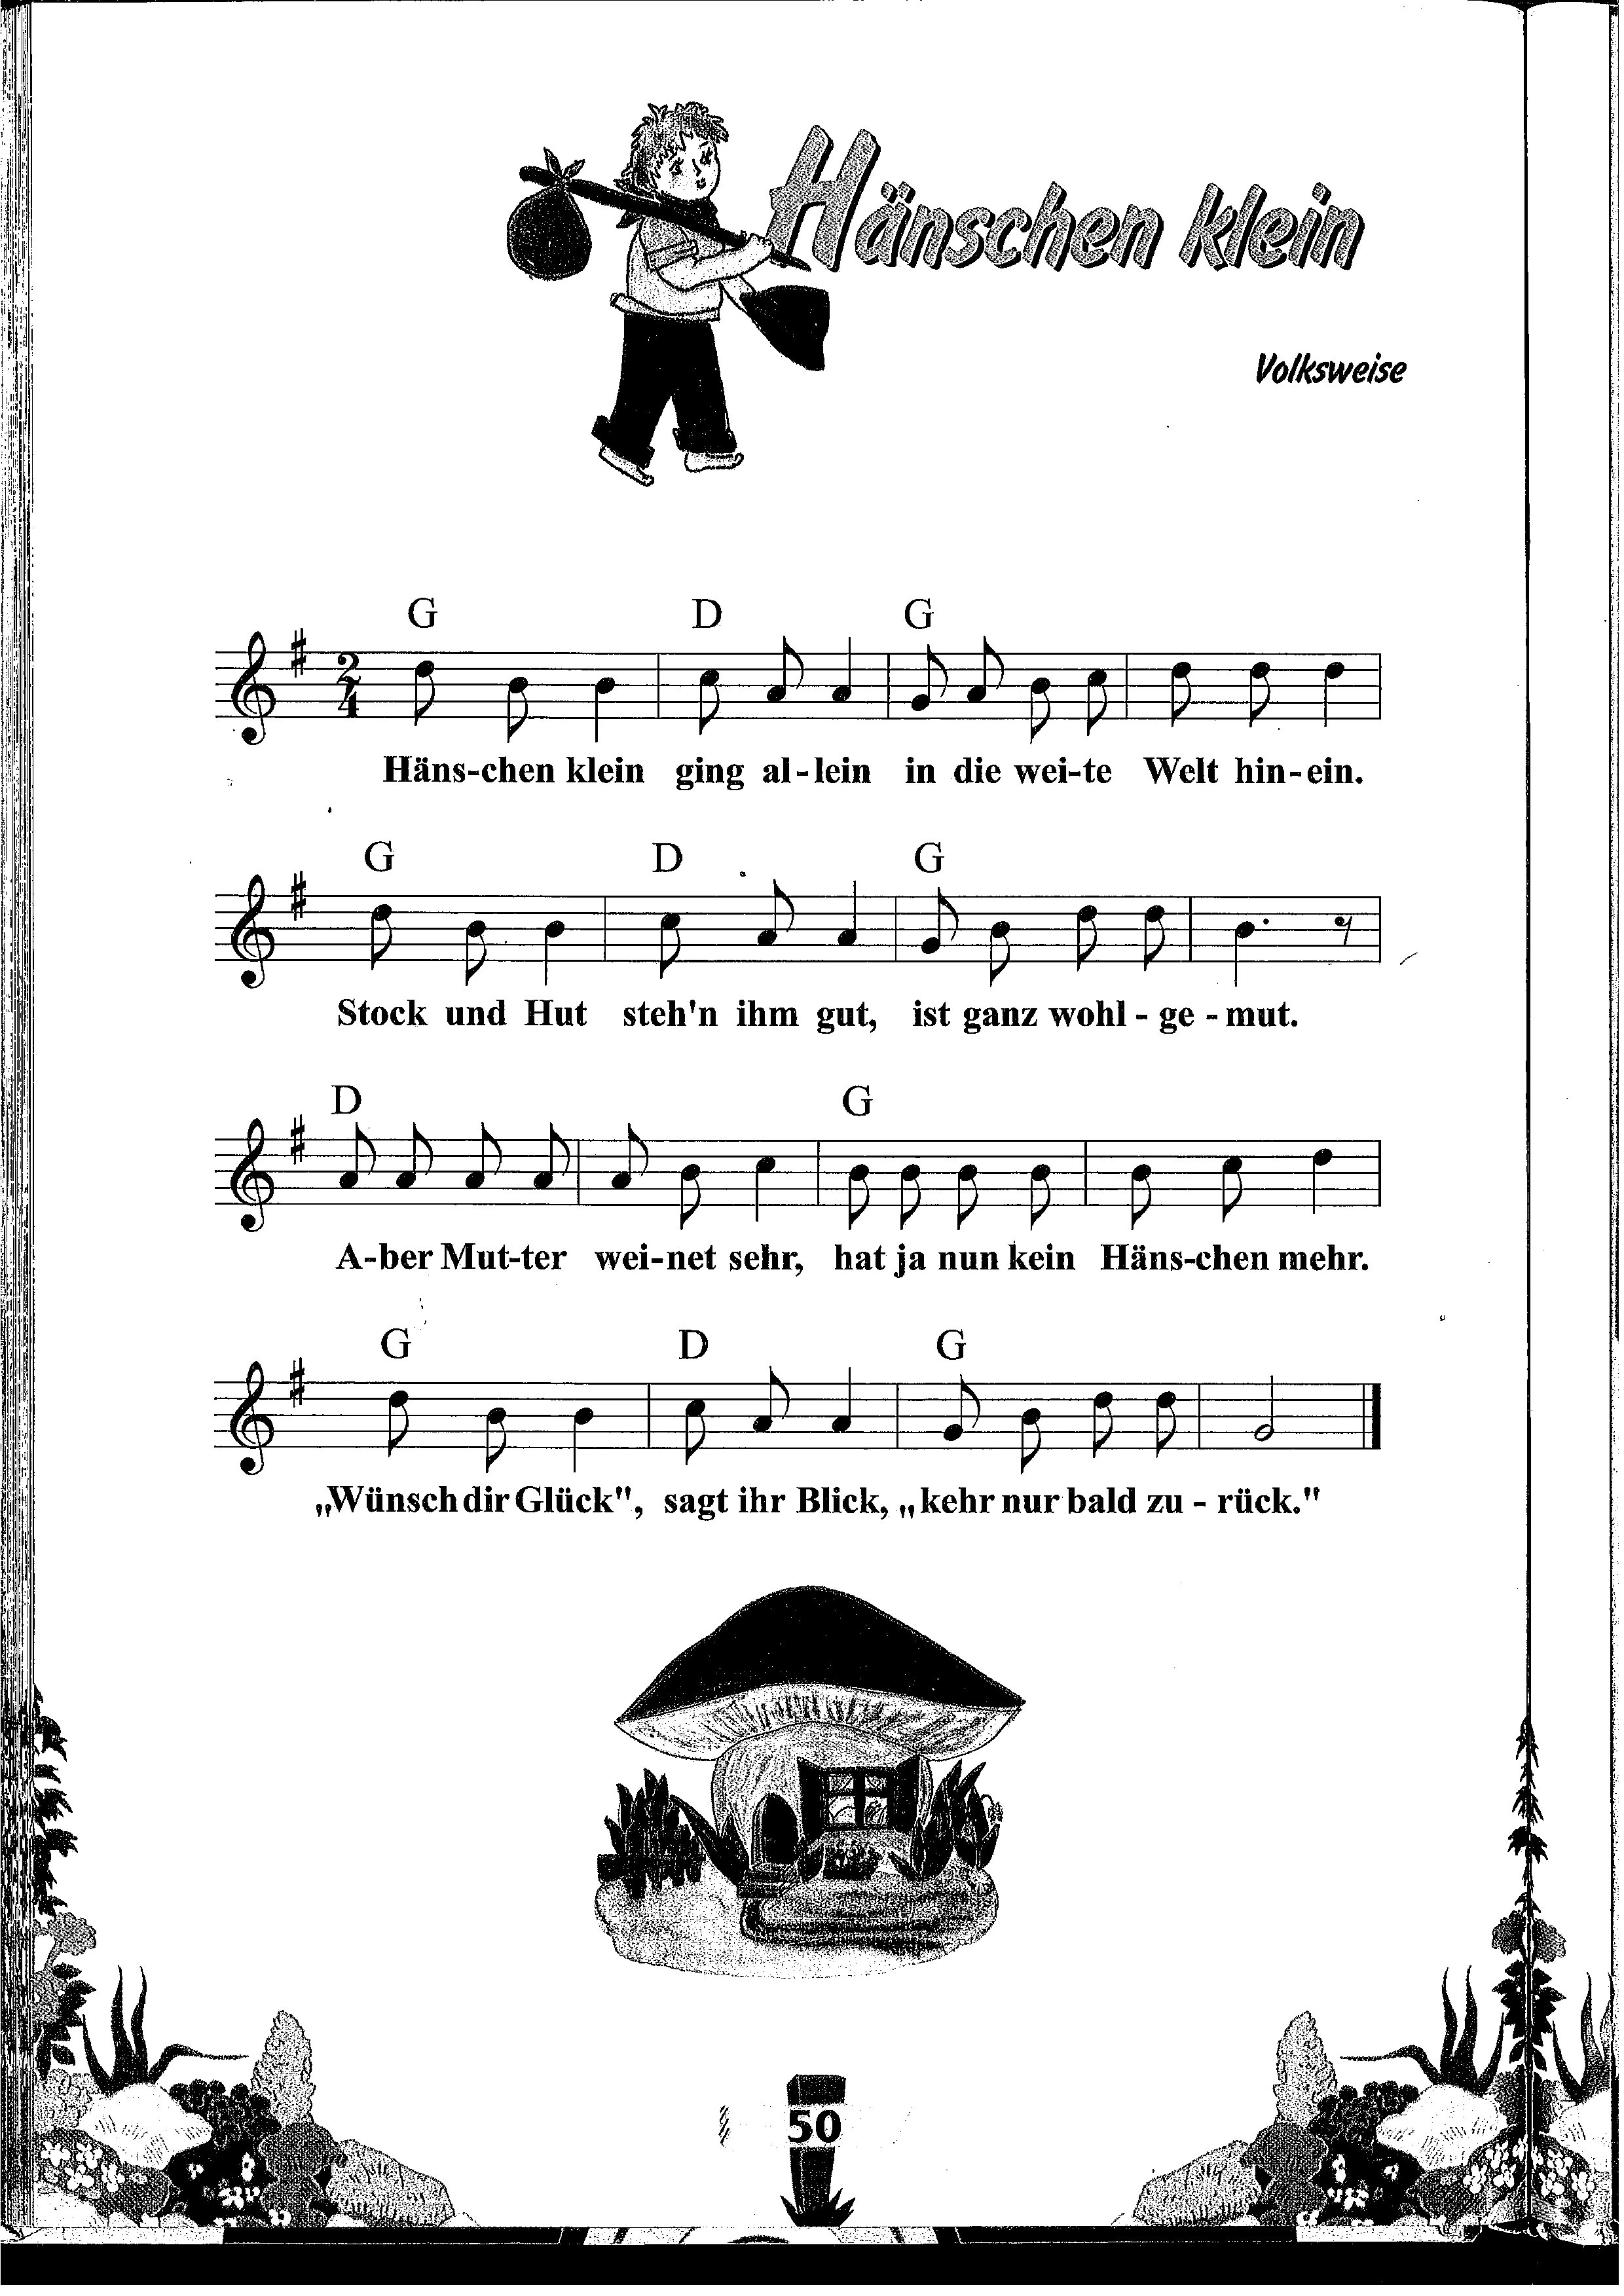 Hänschen klein
Volksweise
G D G
2
4
Häns-chen klein ging al-lein in die wei-te Welt hin-ein.
G D G
Stock und Hut steh'n ihm gut, ist ganz wohl - ge - mut.
D G
A-ber Mut-ter wei-net sehr, hat ja nun kein Häns-chen mehr.
G D G
„Wünsch dir Glück", sagt ihr Blick, „kehr nur bald zu - rück."
50